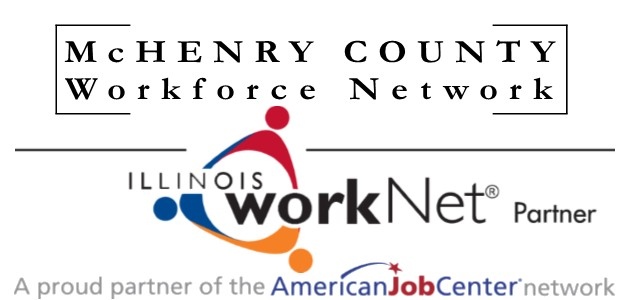 McHENRY COUNTY
Workforce Network
ILLINOIS
workNet® Partner
A proud partner of the AmericanJobCenter network